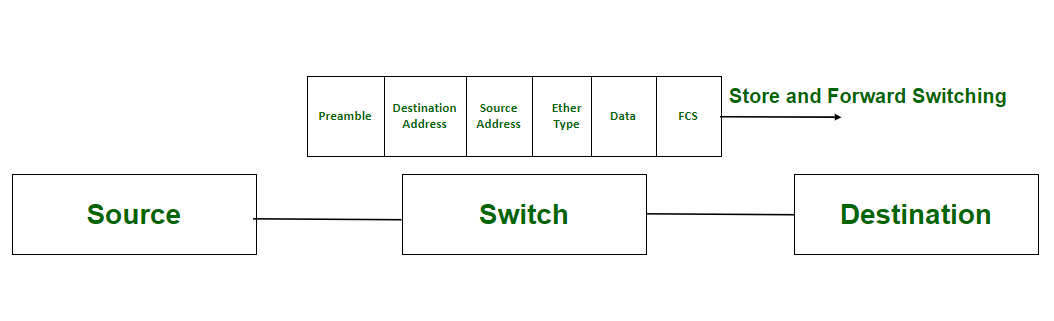 Store and Forward Switching
Preamble
Destination
Address
Source
Address
Ether
Type
Data
FCS
Source
Switch
Destination